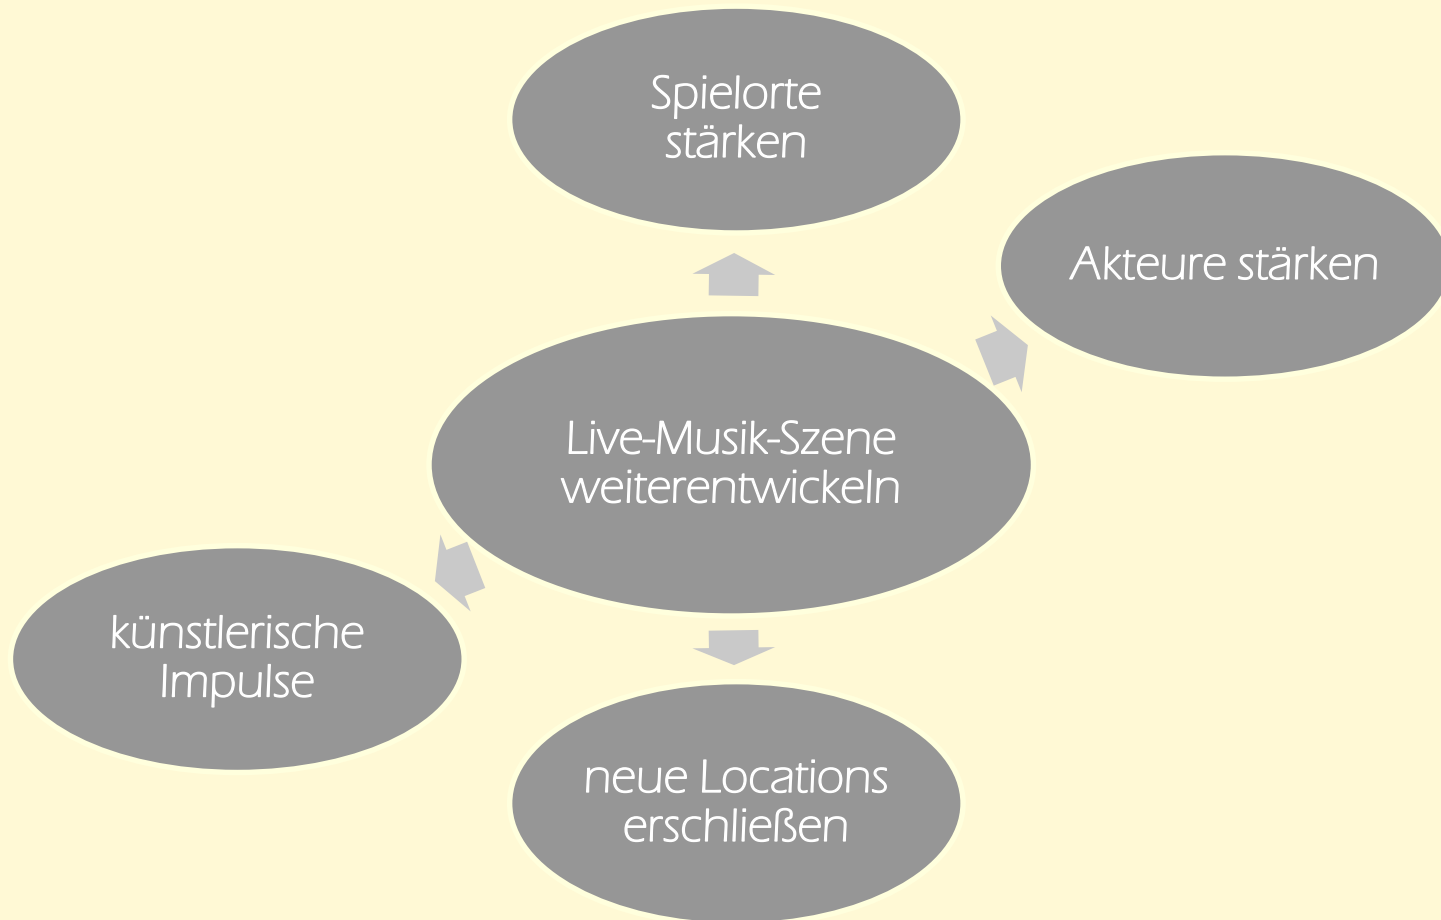 Spielorte
stärken
Akteure stärken
Live-Musik-Szene
weiterentwickeln
künstlerische
Impulse
neue Locations
erschließen